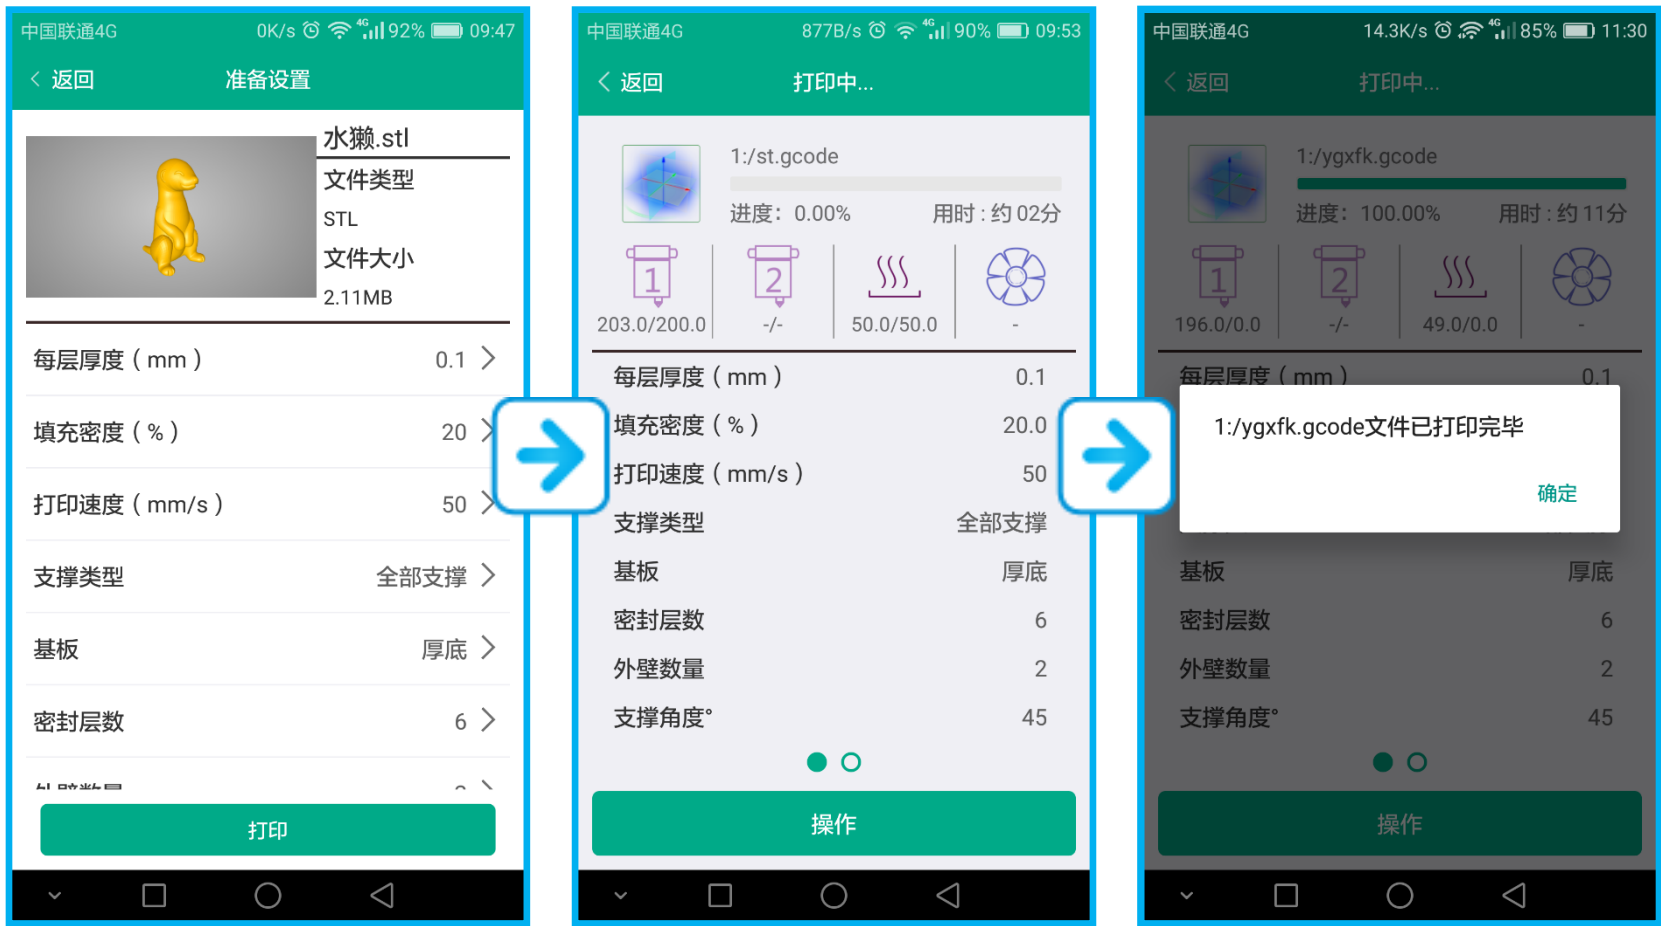 中国联通4G 0K/s 4G 92% 09:47
返回 准备设置
水獭.stl
文件类型
STL
文件大小
2.11MB
每层厚度（mm） 0.1
填充密度（%） 20
打印速度（mm/s） 50
支撑类型 全部支撑
基板 厚底
密封层数 6
外壁数量
打印
中国联通4G 877B/s 4G 90% 09:53
返回 打印中...
1:/st.gcode
进度：0.00% 用时：约02分
1 2
203.0/200.0 -/- 50.0/50.0 -
每层厚度（mm） 0.1
填充密度（%） 20.0
打印速度（mm/s） 50
支撑类型 全部支撑
基板 厚底
密封层数 6
外壁数量 2
支撑角度° 45
操作
中国联通4G 14.3K/s 4G 85% 11:30
返回 打印中...
1:/ygxfk.gcode
进度：100.00% 用时：约11分
1 2
196.0/0.0 -/- 49.0/0.0 -
每层厚度（mm） 0.1
1:/ygxfk.gcode文件已打印完毕
确定
基板 厚底
密封层数 6
外壁数量 2
支撑角度° 45
操作